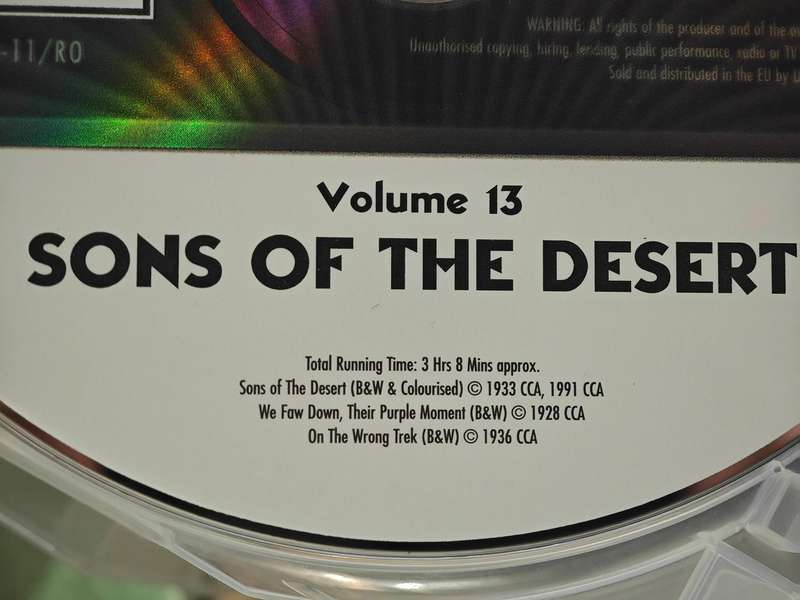 -11/RO
WARNING: All rights of the producer and of the
Unauthorised copying, hiring, lending, public performance, radio or TV
Sold and distributed in the EU by
Volume 13
SONS OF THE DESERT
Total Running Time: 3 Hrs 8 Mins approx.
Sons of The Desert (B&W & Colourised) © 1933 CCA, 1991 CCA
We Faw Down, Their Purple Moment (B&W) © 1928 CCA
On The Wrong Trek (B&W) © 1936 CCA